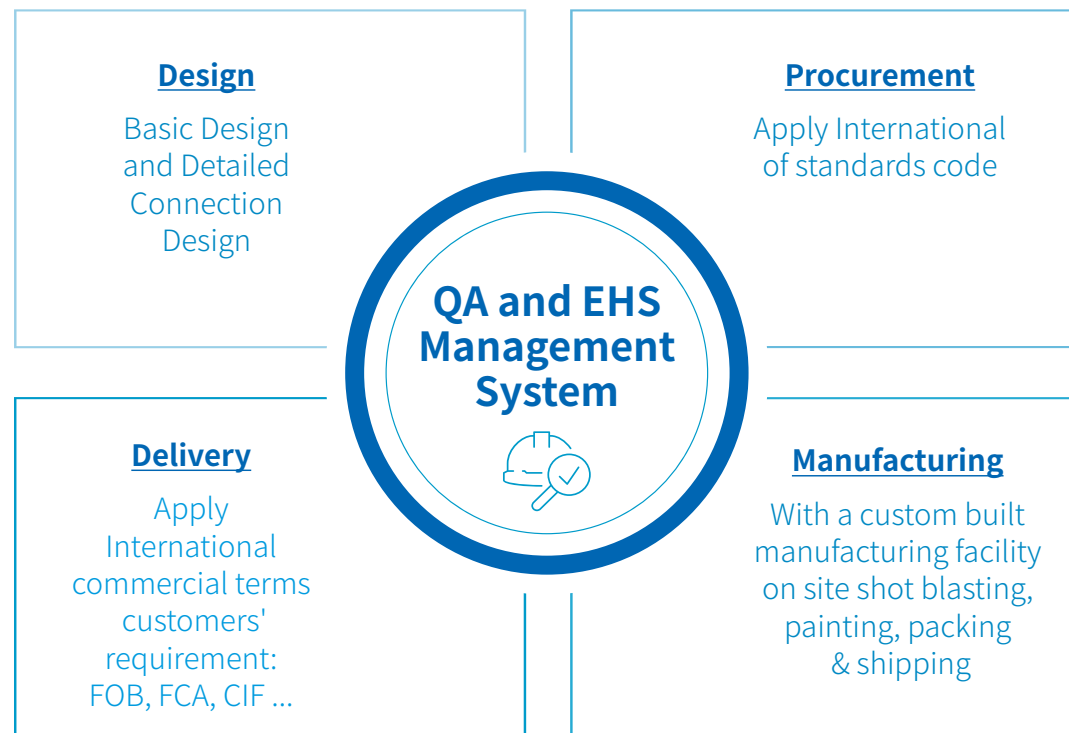 Design
Basic Design
and Detailed
Connection
Design
Procurement
Apply International
of standards code
QA and EHS
Management
System
Delivery
Apply
International
commercial terms
customers'
requirement:
FOB, FCA, CIF ...
Manufacturing
With a custom built
manufacturing facility
on site shot blasting,
painting, packing
& shipping